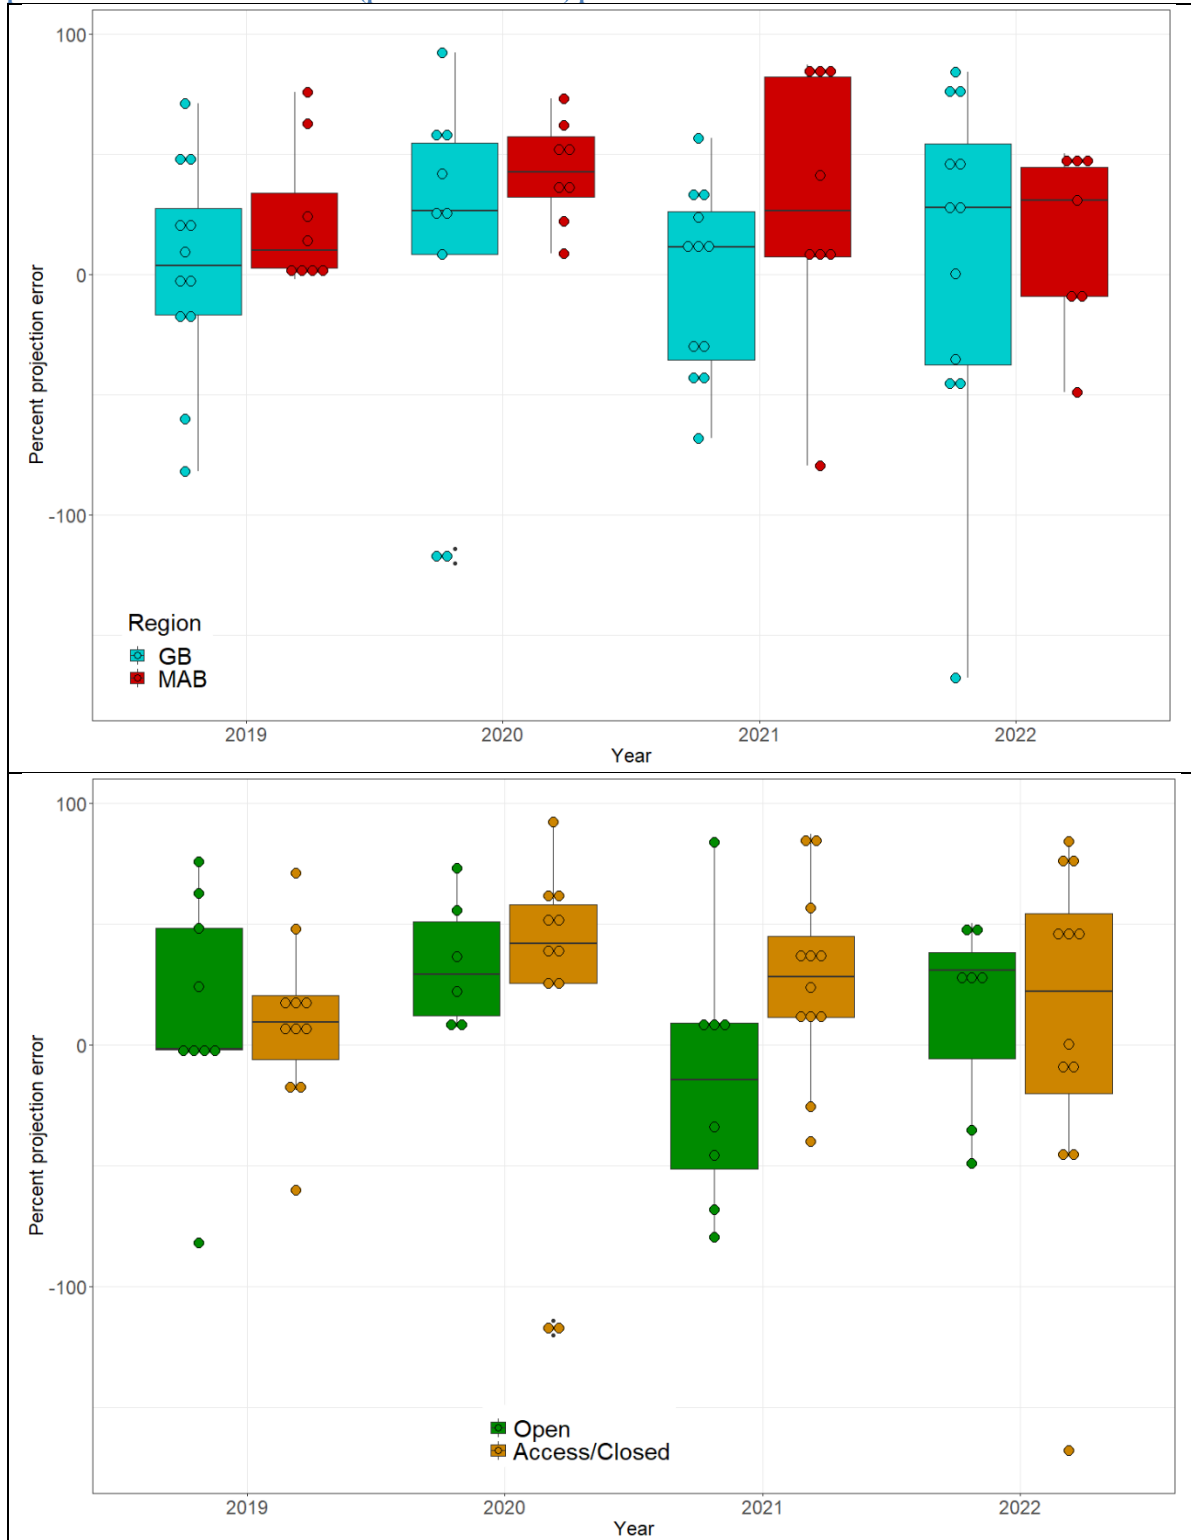 100
0
-100
Percent projection error
Region
GB
MAB
2019 2020 2021 2022
Year
100
0
-100
Percent projection error
Open
Access/Closed
2019 2020 2021 2022
Year